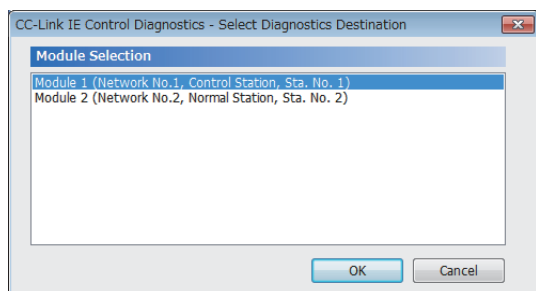 CC-Link IE Control Diagnostics - Select Diagnostics Destination
Module Selection
Module 1 (Network No.1, Control Station, Sta. No. 1)
Module 2 (Network No.2, Normal Station, Sta. No. 2)
OK Cancel